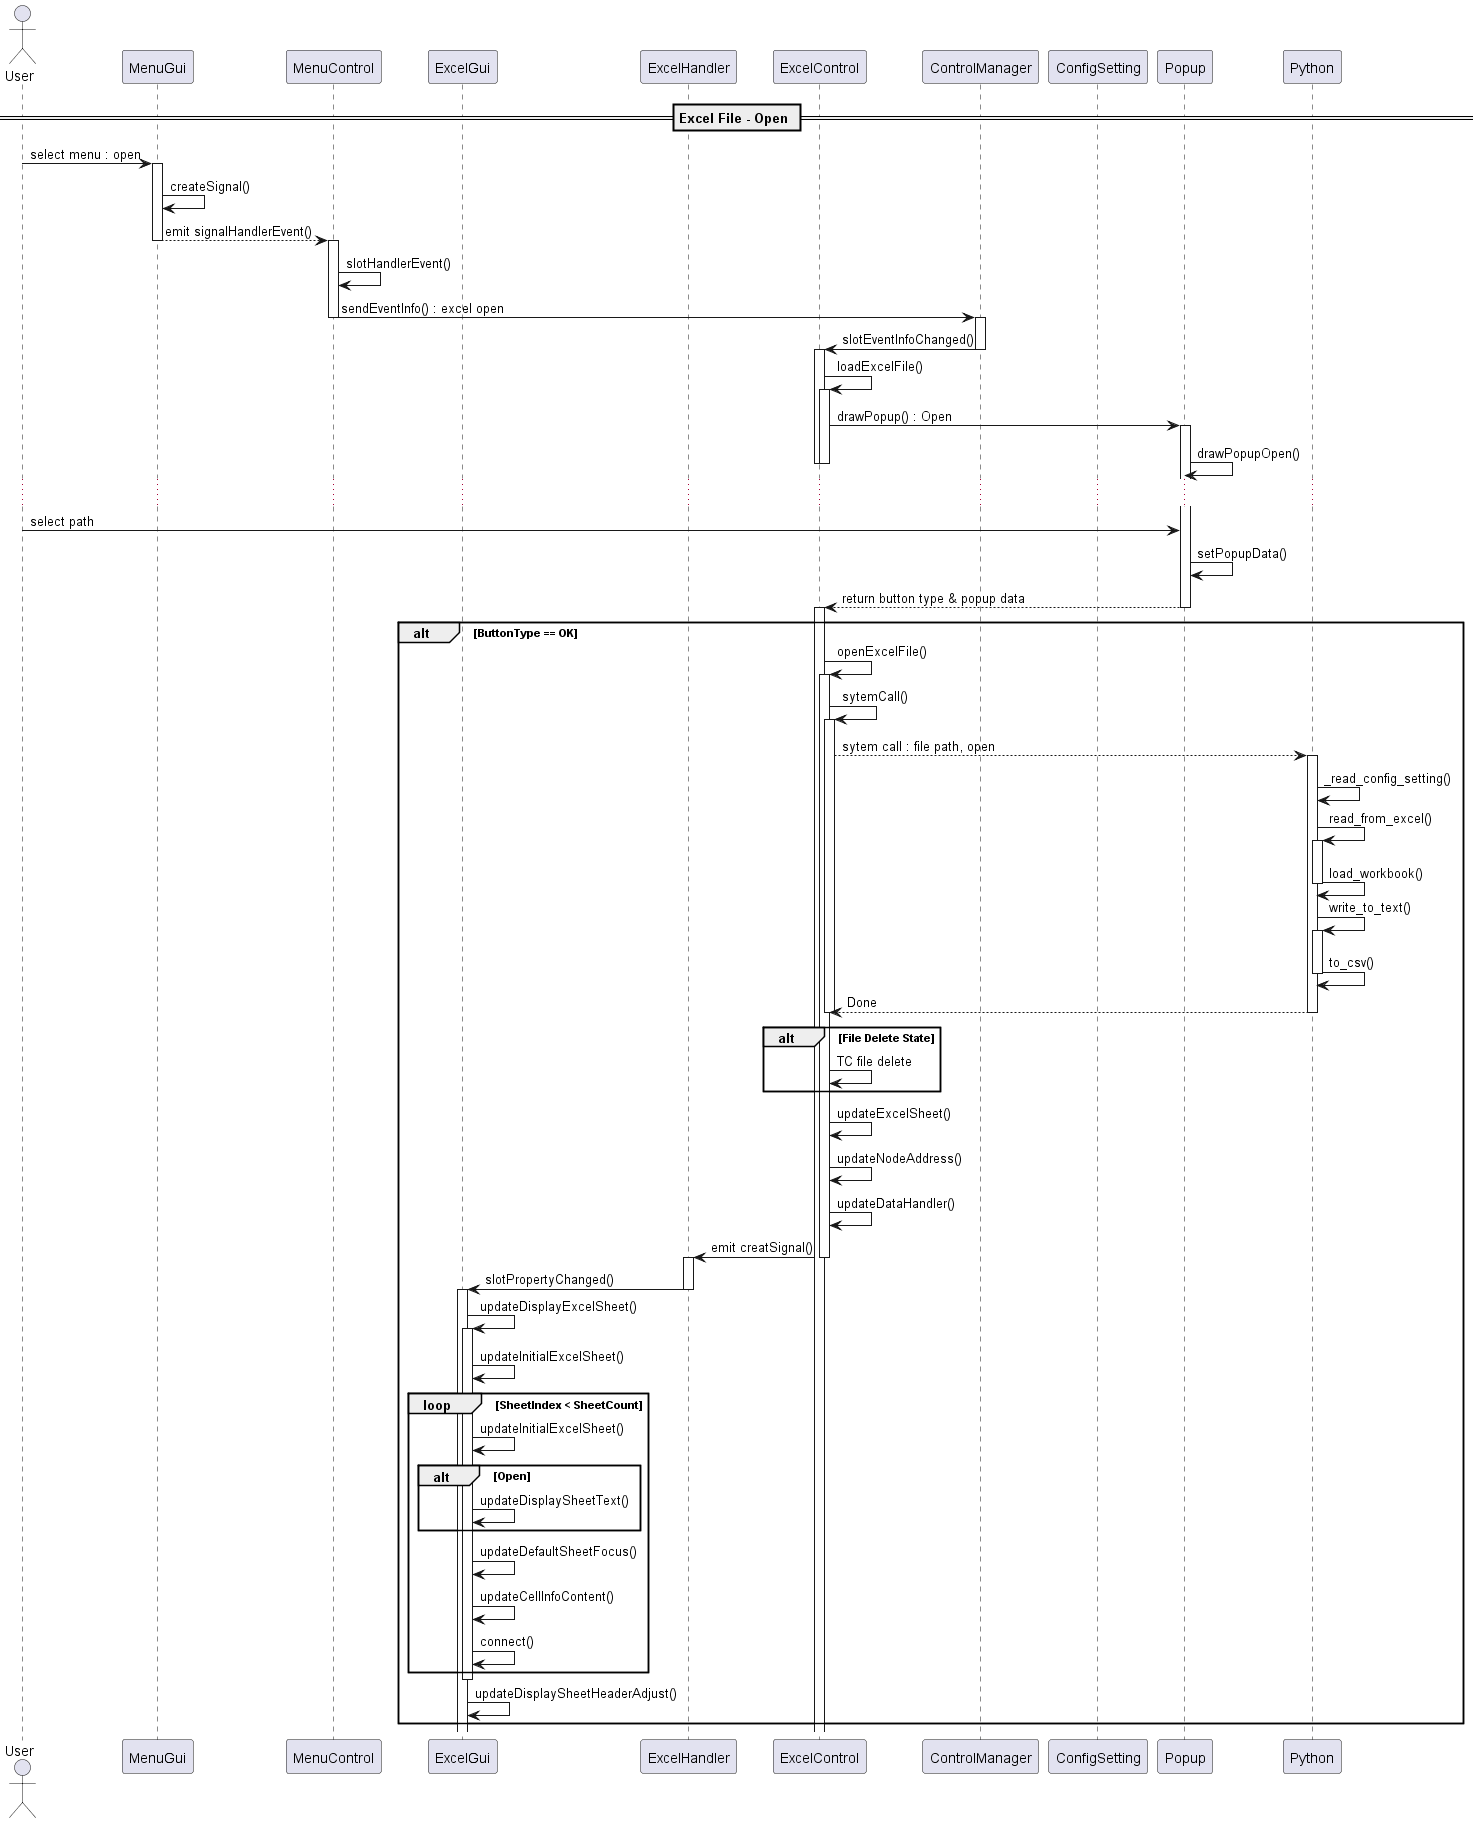 User
MenuGui
MenuControl
ExcelGui
ExcelHandler
ExcelControl
ControlManager
ConfigSetting
Popup
Python
Excel File - Open
select menu : open
createSignal()
emit signalHandlerEvent()
slotHandlerEvent()
sendEventInfo() : excel open
slotEventInfoChanged()
loadExcelFile()
drawPopup() : Open
drawPopupOpen()
select path
setPopupData()
return button type & popup data
alt [ButtonType == OK]
openExcelFile()
sytemCall()
sytem call : file path, open
_read_config_setting()
read_from_excel()
load_workbook()
write_to_text()
to_csv()
Done
alt [File Delete State]
TC file delete
updateExcelSheet()
updateNodeAddress()
updateDataHandler()
emit creatSignal()
slotPropertyChanged()
updateDisplayExcelSheet()
updateInitialExcelSheet()
loop [SheetIndex < SheetCount]
updateInitialExcelSheet()
alt [Open]
updateDisplaySheetText()
updateDefaultSheetFocus()
updateCellInfoContent()
connect()
updateDisplaySheetHeaderAdjust()
User
MenuGui
MenuControl
ExcelGui
ExcelHandler
ExcelControl
ControlManager
ConfigSetting
Popup
Python